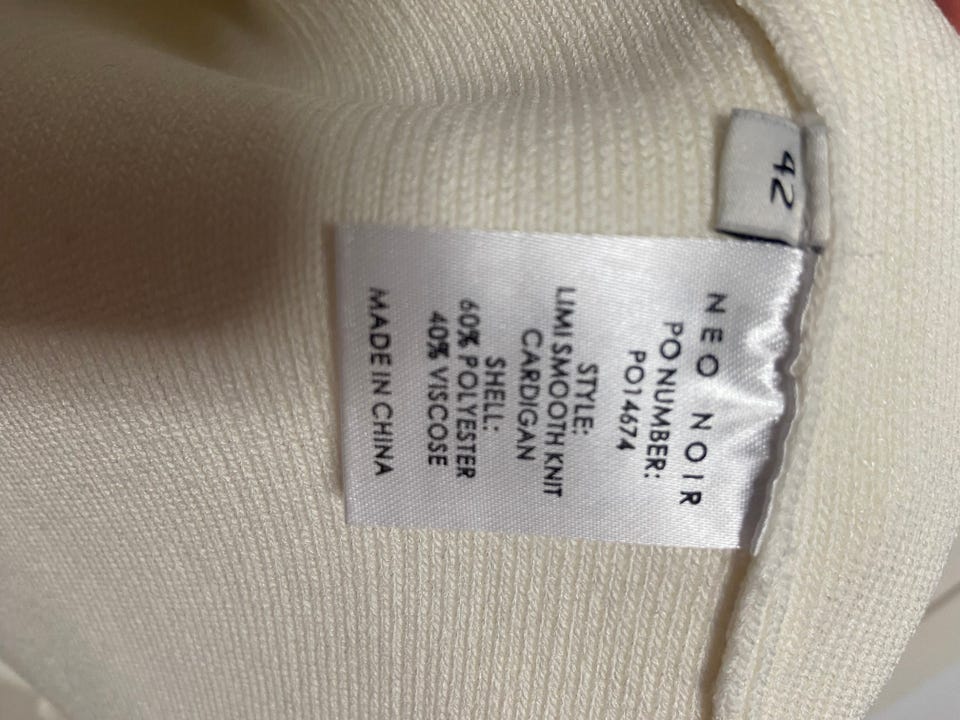 42
NEO NOIR
PO NUMBER:
PO14674
STYLE:
LIMI SMOOTH KNIT
CARDIGAN
SHELL:
60% POLYESTER
40% VISCOSE
MADE IN CHINA